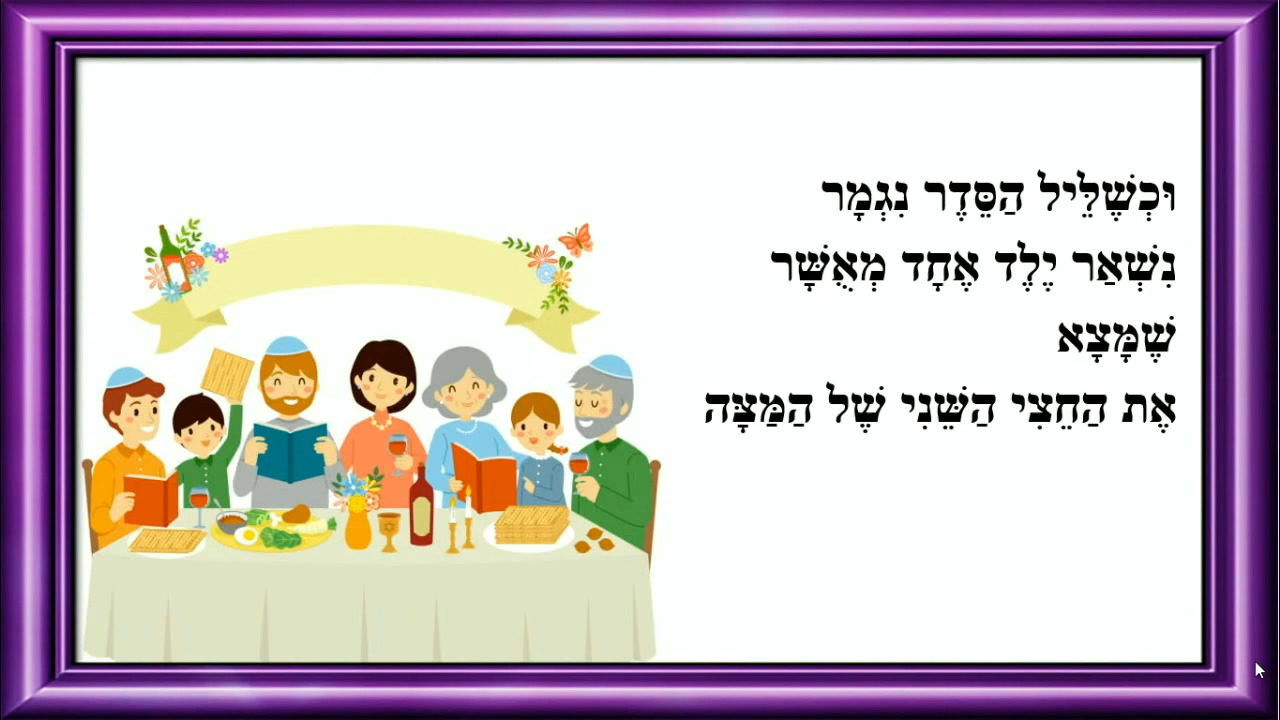 וּכְשֶׁלֵּיל הַסֵּדֶר נִגְמָר
נִשְׁאַר יֶלֶד אֶחָד מְאֻשָּׁר
שֶׁמָּצָא
אֶת הַחֵצִי הַשֵּׁנִי שֶׁל הַמַּצָּה